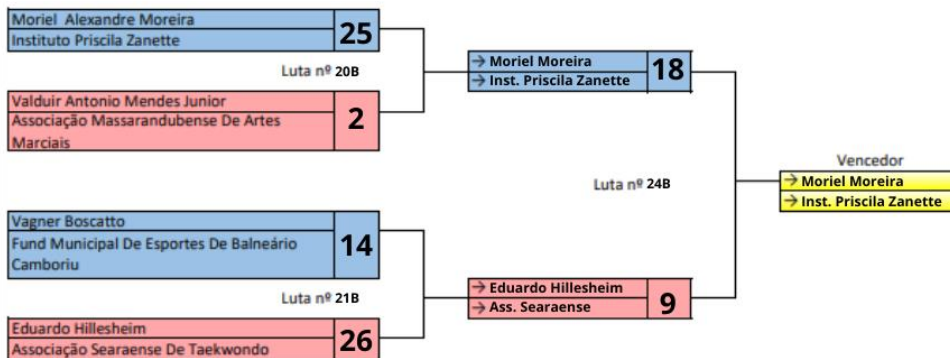 Moriel Alexandre Moreira
Instituto Priscila Zanette
25
Luta nº 20B
Valduir Antonio Mendes Junior
Associação Massarandubense De Artes
Marciais
2
→ Moriel Moreira
→ Inst. Priscila Zanette
18
Luta nº 24B
Vencedor
→ Moriel Moreira
→ Inst. Priscila Zanette
Vagner Boscatto
Fund Municipal De Esportes De Balneário
Camboriu
14
Luta nº 21B
Eduardo Hillesheim
Associação Searaense De Taekwondo
26
→ Eduardo Hillesheim
→ Ass. Searaense
9